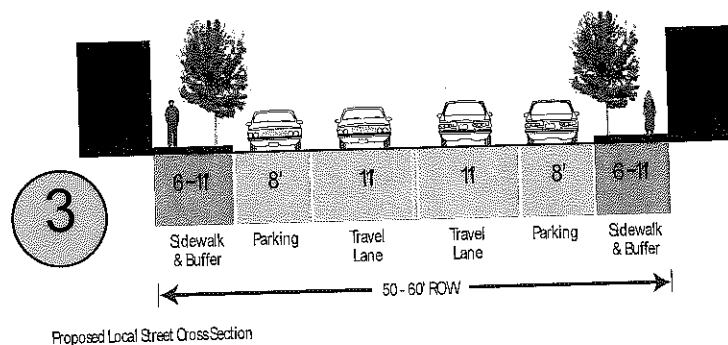 6-11'
8'
11'
11'
8'
6-11'
3
Sidewalk
& Buffer
Parking
Travel
Lane
Travel
Lane
Parking
Sidewalk
& Buffer
50 - 60' ROW
Proposed Local Street Cross Section